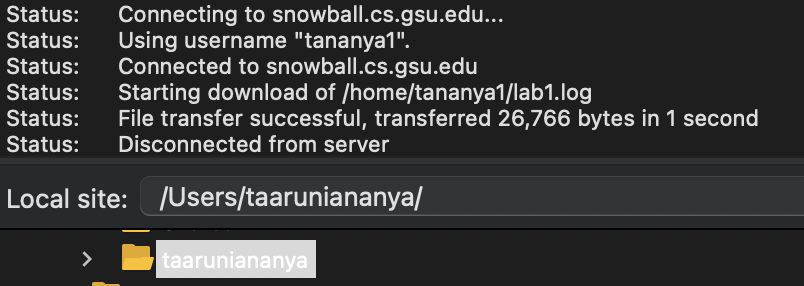 Status: Connecting to snowball.cs.gsu.edu...
Status: Using username "tananya1".
Status: Connected to snowball.cs.gsu.edu
Status: Starting download of /home/tananya1/lab1.log
Status: File transfer successful, transferred 26,766 bytes in 1 second
Status: Disconnected from server
Local site: /Users/taaruniananya/
taaruniananya